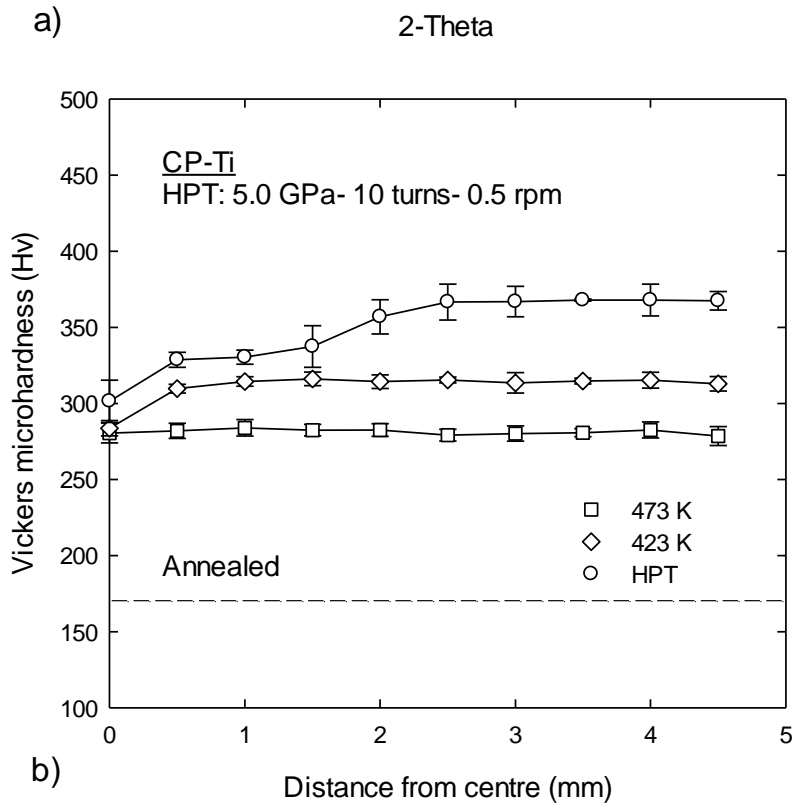 a)
2-Theta
500
450
400
350
300
250
200
150
100
Vickers microhardness (Hv)
CP-Ti
HPT: 5.0 GPa- 10 turns- 0.5 rpm
473 K
423 K
HPT
Annealed
0 1 2 3 4 5
b)
Distance from centre (mm)